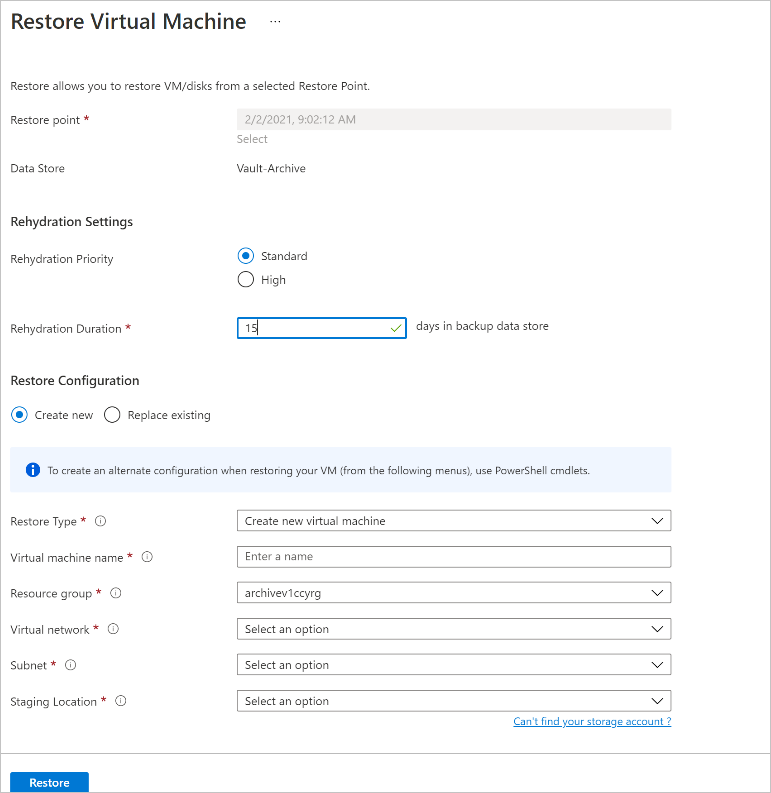 Restore Virtual Machine ...
Restore allows you to restore VM/disks from a selected Restore Point.
Restore point * 2/2/2021, 9:02:12 AM
Select
Data Store Vault-Archive
Rehydration Settings
Rehydration Priority Standard
High
Rehydration Duration * 15 days in backup data store
Restore Configuration
Create new Replace existing
To create an alternate configuration when restoring your VM (from the following menus), use PowerShell cmdlets.
Restore Type * Create new virtual machine
Virtual machine name * Enter a name
Resource group * archivev1ccyrg
Virtual network * Select an option
Subnet * Select an option
Staging Location * Select an option
Can't find your storage account ?
Restore